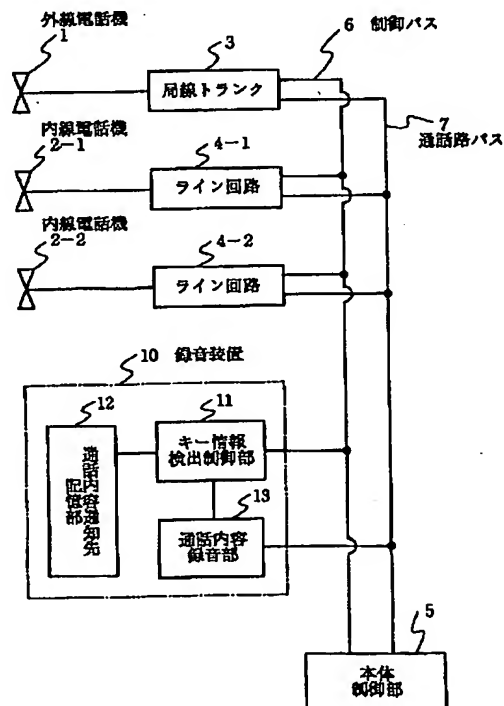 外線電話機
1
3
局線トランク
6 制御バス
7
通話路バス
内線電話機
2-1
4-1
ライン回路
内線電話機
2-2
4-2
ライン回路
10 録音装置
12
通話内容通知先
記憶部
11
キー情報
検出制御部
13
通話内容
録音部
5
本体
制御部